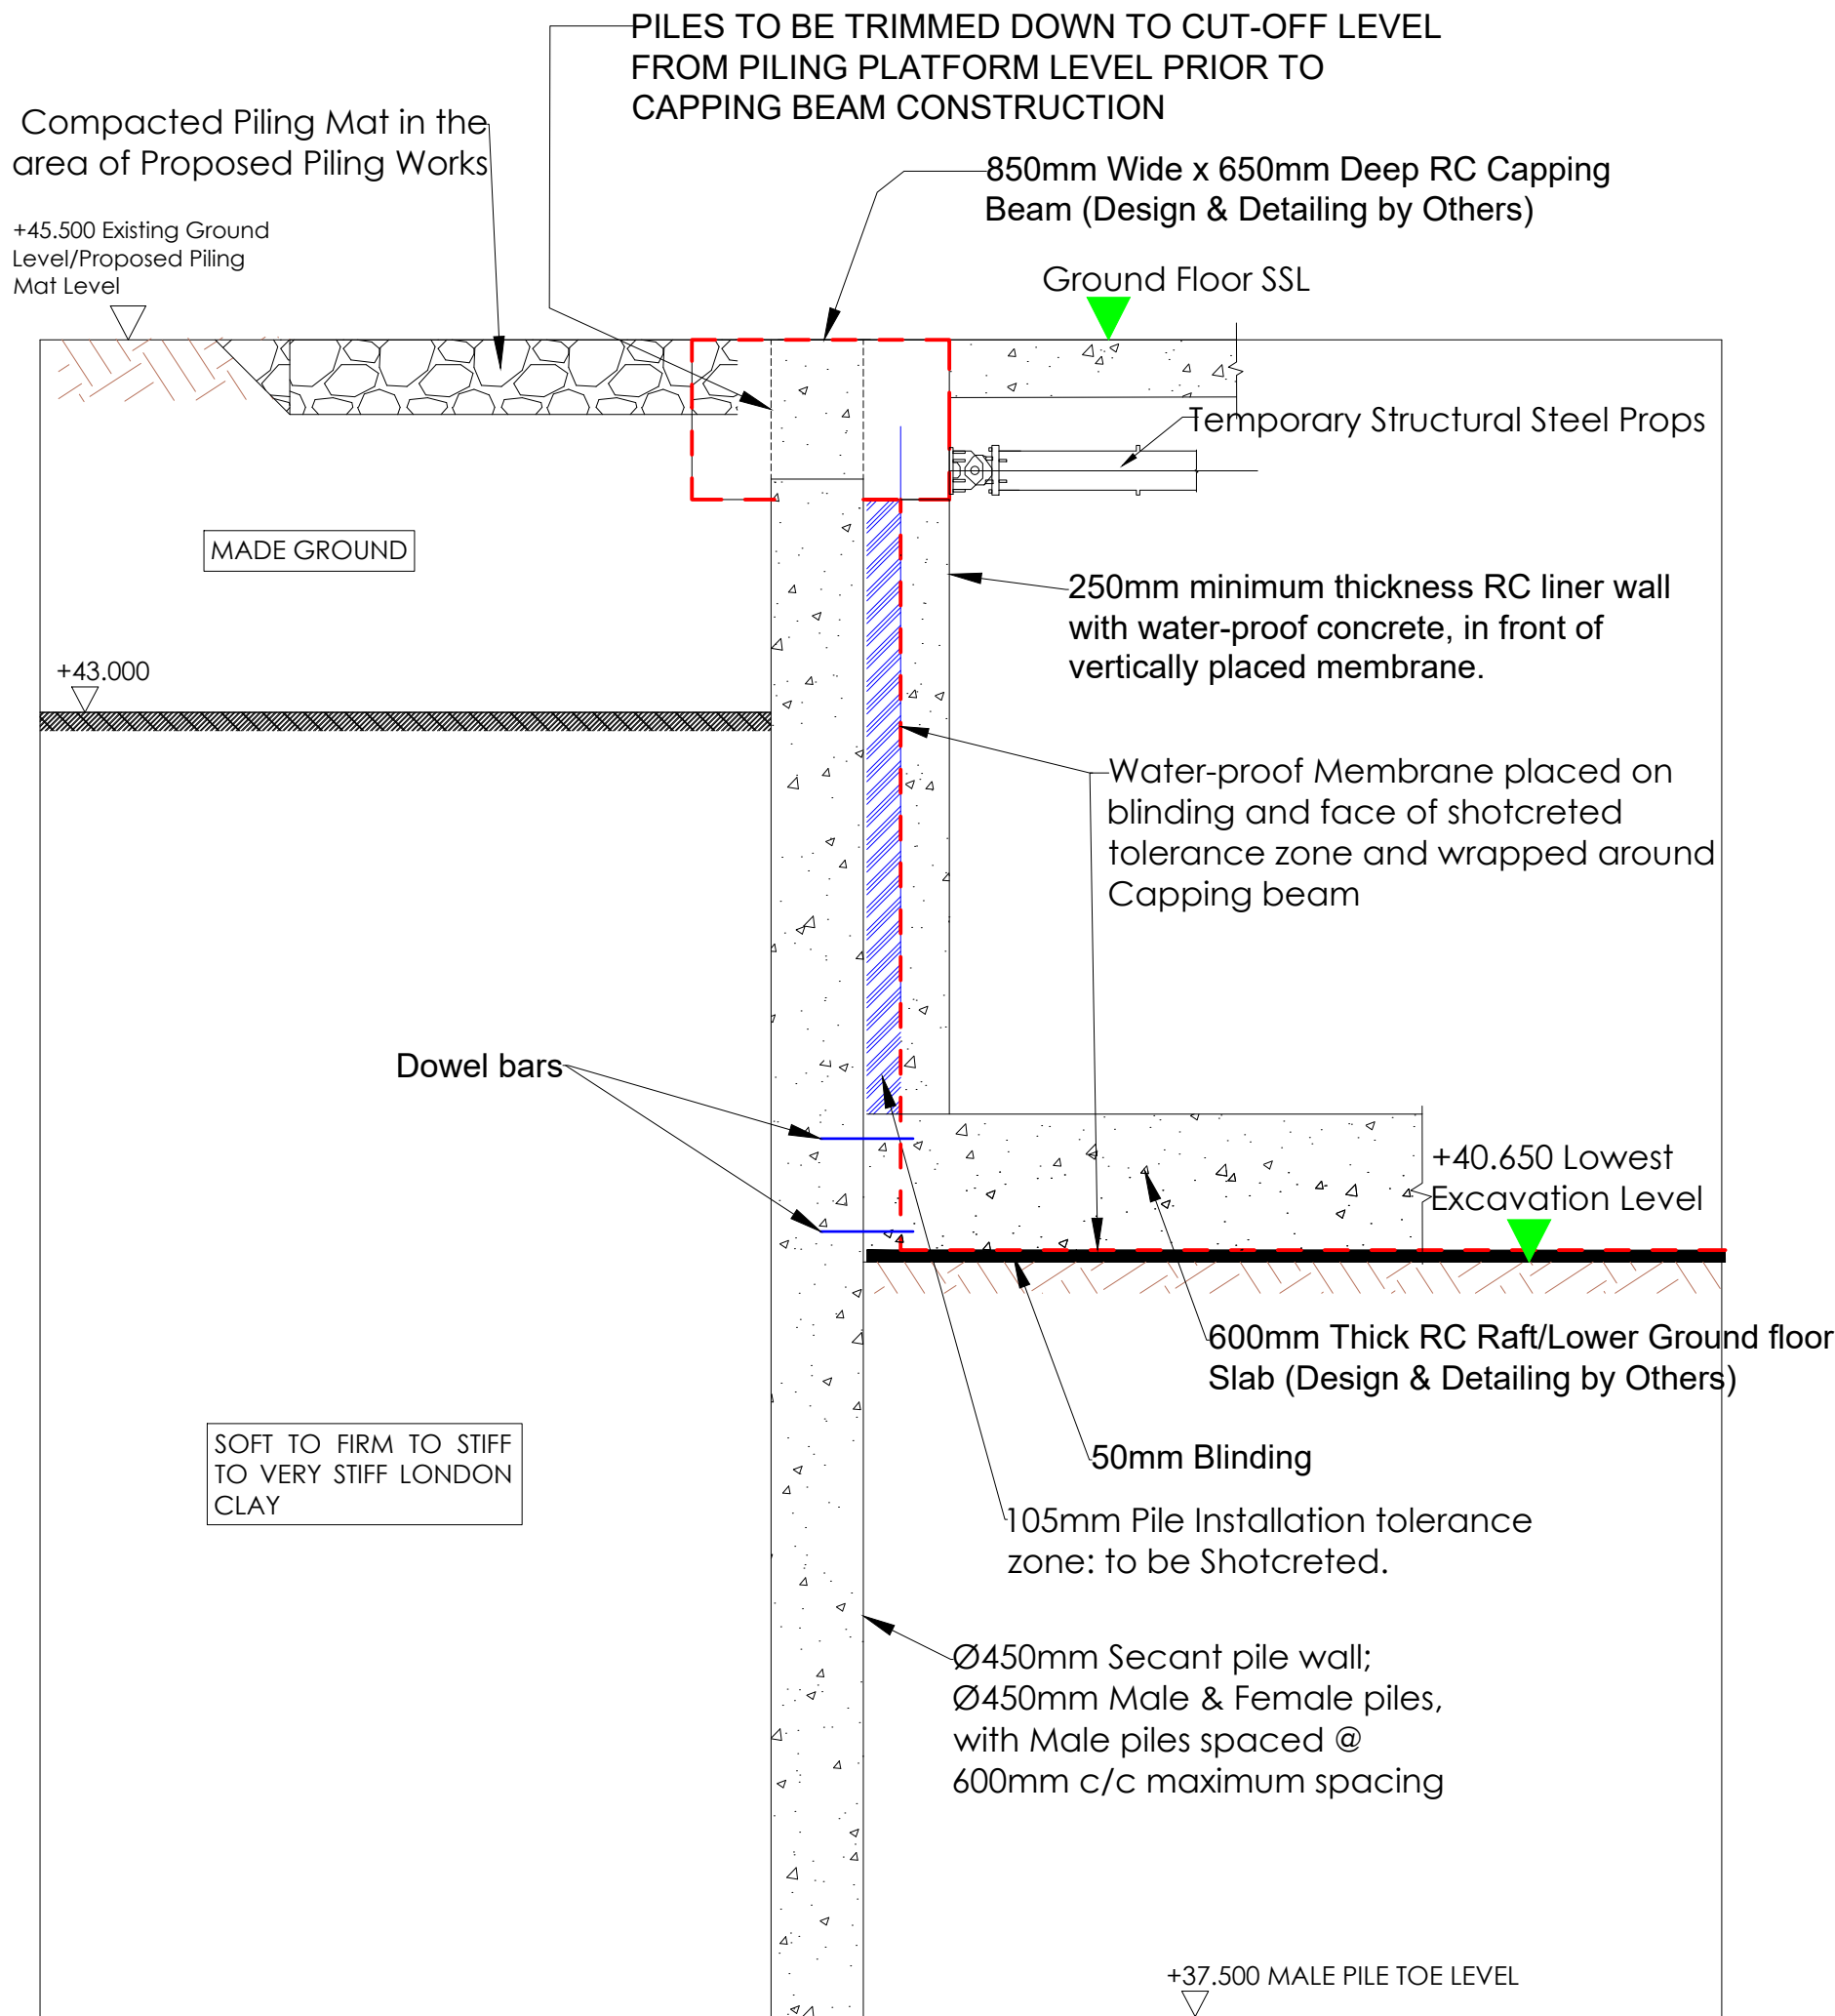 PILES TO BE TRIMMED DOWN TO CUT-OFF LEVEL
FROM PILING PLATFORM LEVEL PRIOR TO
CAPPING BEAM CONSTRUCTION
Compacted Piling Mat in the
area of Proposed Piling Works
850mm Wide x 650mm Deep RC Capping
Beam (Design & Detailing by Others)
+45.500 Existing Ground
Level/Proposed Piling
Mat Level
Ground Floor SSL
Temporary Structural Steel Props
MADE GROUND
250mm minimum thickness RC liner wall
with water-proof concrete, in front of
vertically placed membrane.
+43.000
Water-proof Membrane placed on
blinding and face of shotcreted
tolerance zone and wrapped around
Capping beam
Dowel bars
+40.650 Lowest
Excavation Level
600mm Thick RC Raft/Lower Ground floor
Slab (Design & Detailing by Others)
SOFT TO FIRM TO STIFF
TO VERY STIFF LONDON
CLAY
50mm Blinding
105mm Pile Installation tolerance
zone: to be Shotcreted.
Ø450mm Secant pile wall;
Ø450mm Male & Female piles,
with Male piles spaced @
600mm c/c maximum spacing
+37.500 MALE PILE TOE LEVEL